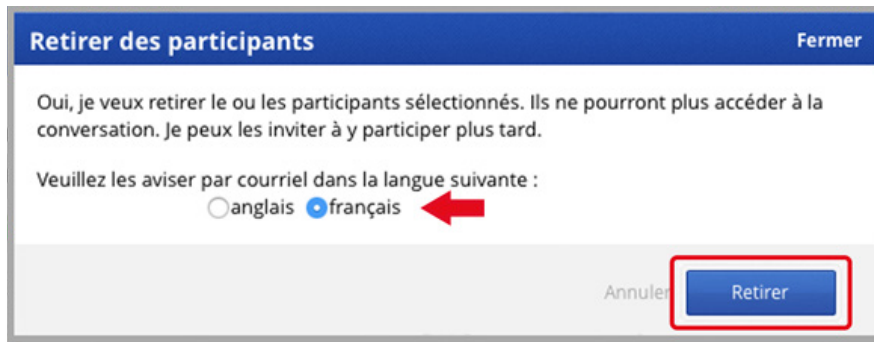 Retirer des participants
Fermer
Oui, je veux retirer le ou les participants sélectionnés. Ils ne pourront plus accéder à la
conversation. Je peux les inviter à y participer plus tard.
Veuillez les aviser par courriel dans la langue suivante :
anglais français
Annuler Retirer